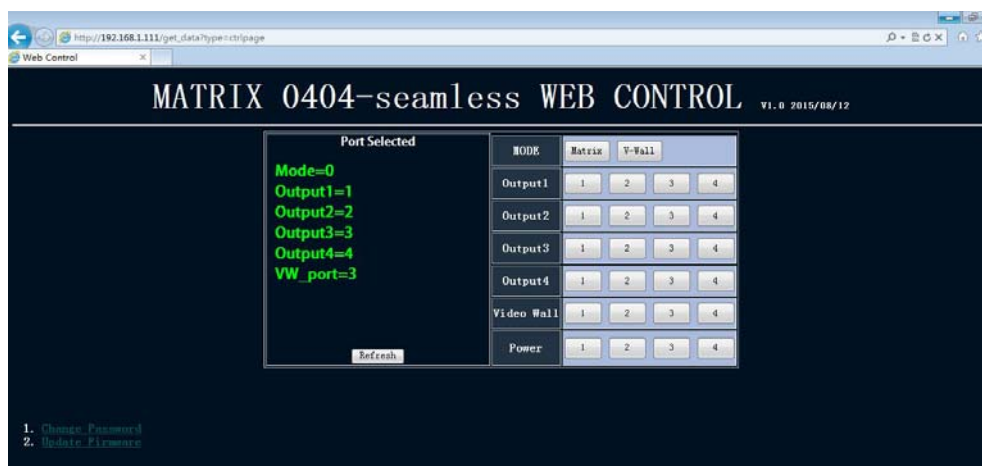 http://192.168.1.111/get_data?type=ctrlpage
Web Control
MATRIX 0404-seamless WEB CONTROL V1.0 2015/08/12
Port Selected
Mode=0
Output1=1
Output2=2
Output3=3
Output4=4
VW_port=3
Refresh
MODE Matrix V-Wall
Output1 1 2 3 4
Output2 1 2 3 4
Output3 1 2 3 4
Output4 1 2 3 4
Video Wall 1 2 3 4
Power 1 2 3 4
1. Change Password
2. Update Firmware